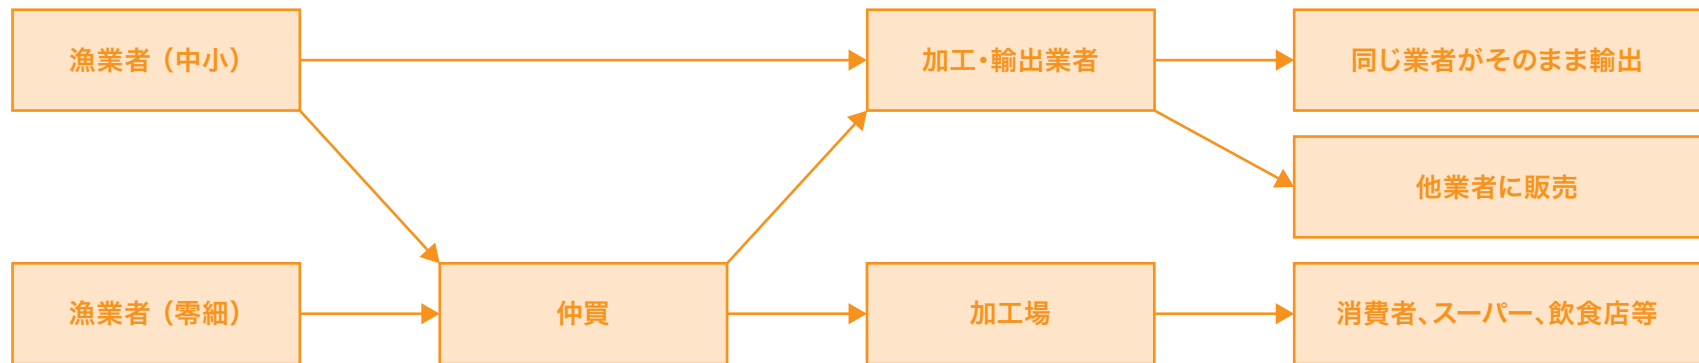 漁業者（中小）
加工・輸出業者
同じ業者がそのまま輸出
他業者に販売
漁業者（零細）
仲買
加工場
消費者、スーパー、飲食店等